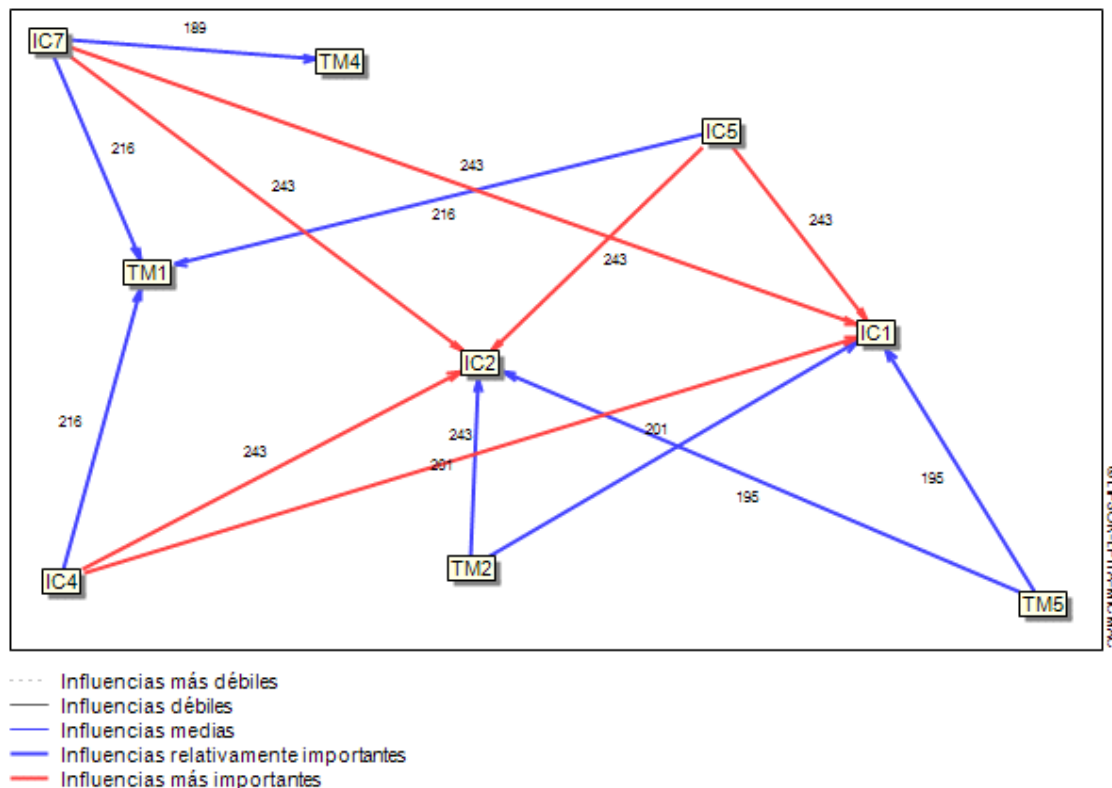 IC7
189
TM4
IC5
216
243
243
216
243
243
TM1
IC1
IC2
216
243
243
201
201
195
195
TM2
IC4
TM5
Influencias más débiles
Influencias débiles
Influencias medias
Influencias relativamente importantes
Influencias más importantes